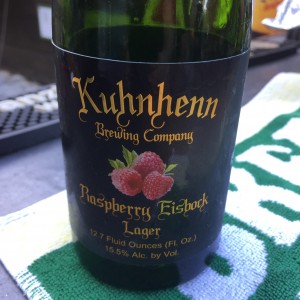 Kuhnhenn
Brewing Company
Raspberry Eisbock
Lager
12.7 Fluid Ounces (Fl. Oz.)
15.5% Alc. by Vol.